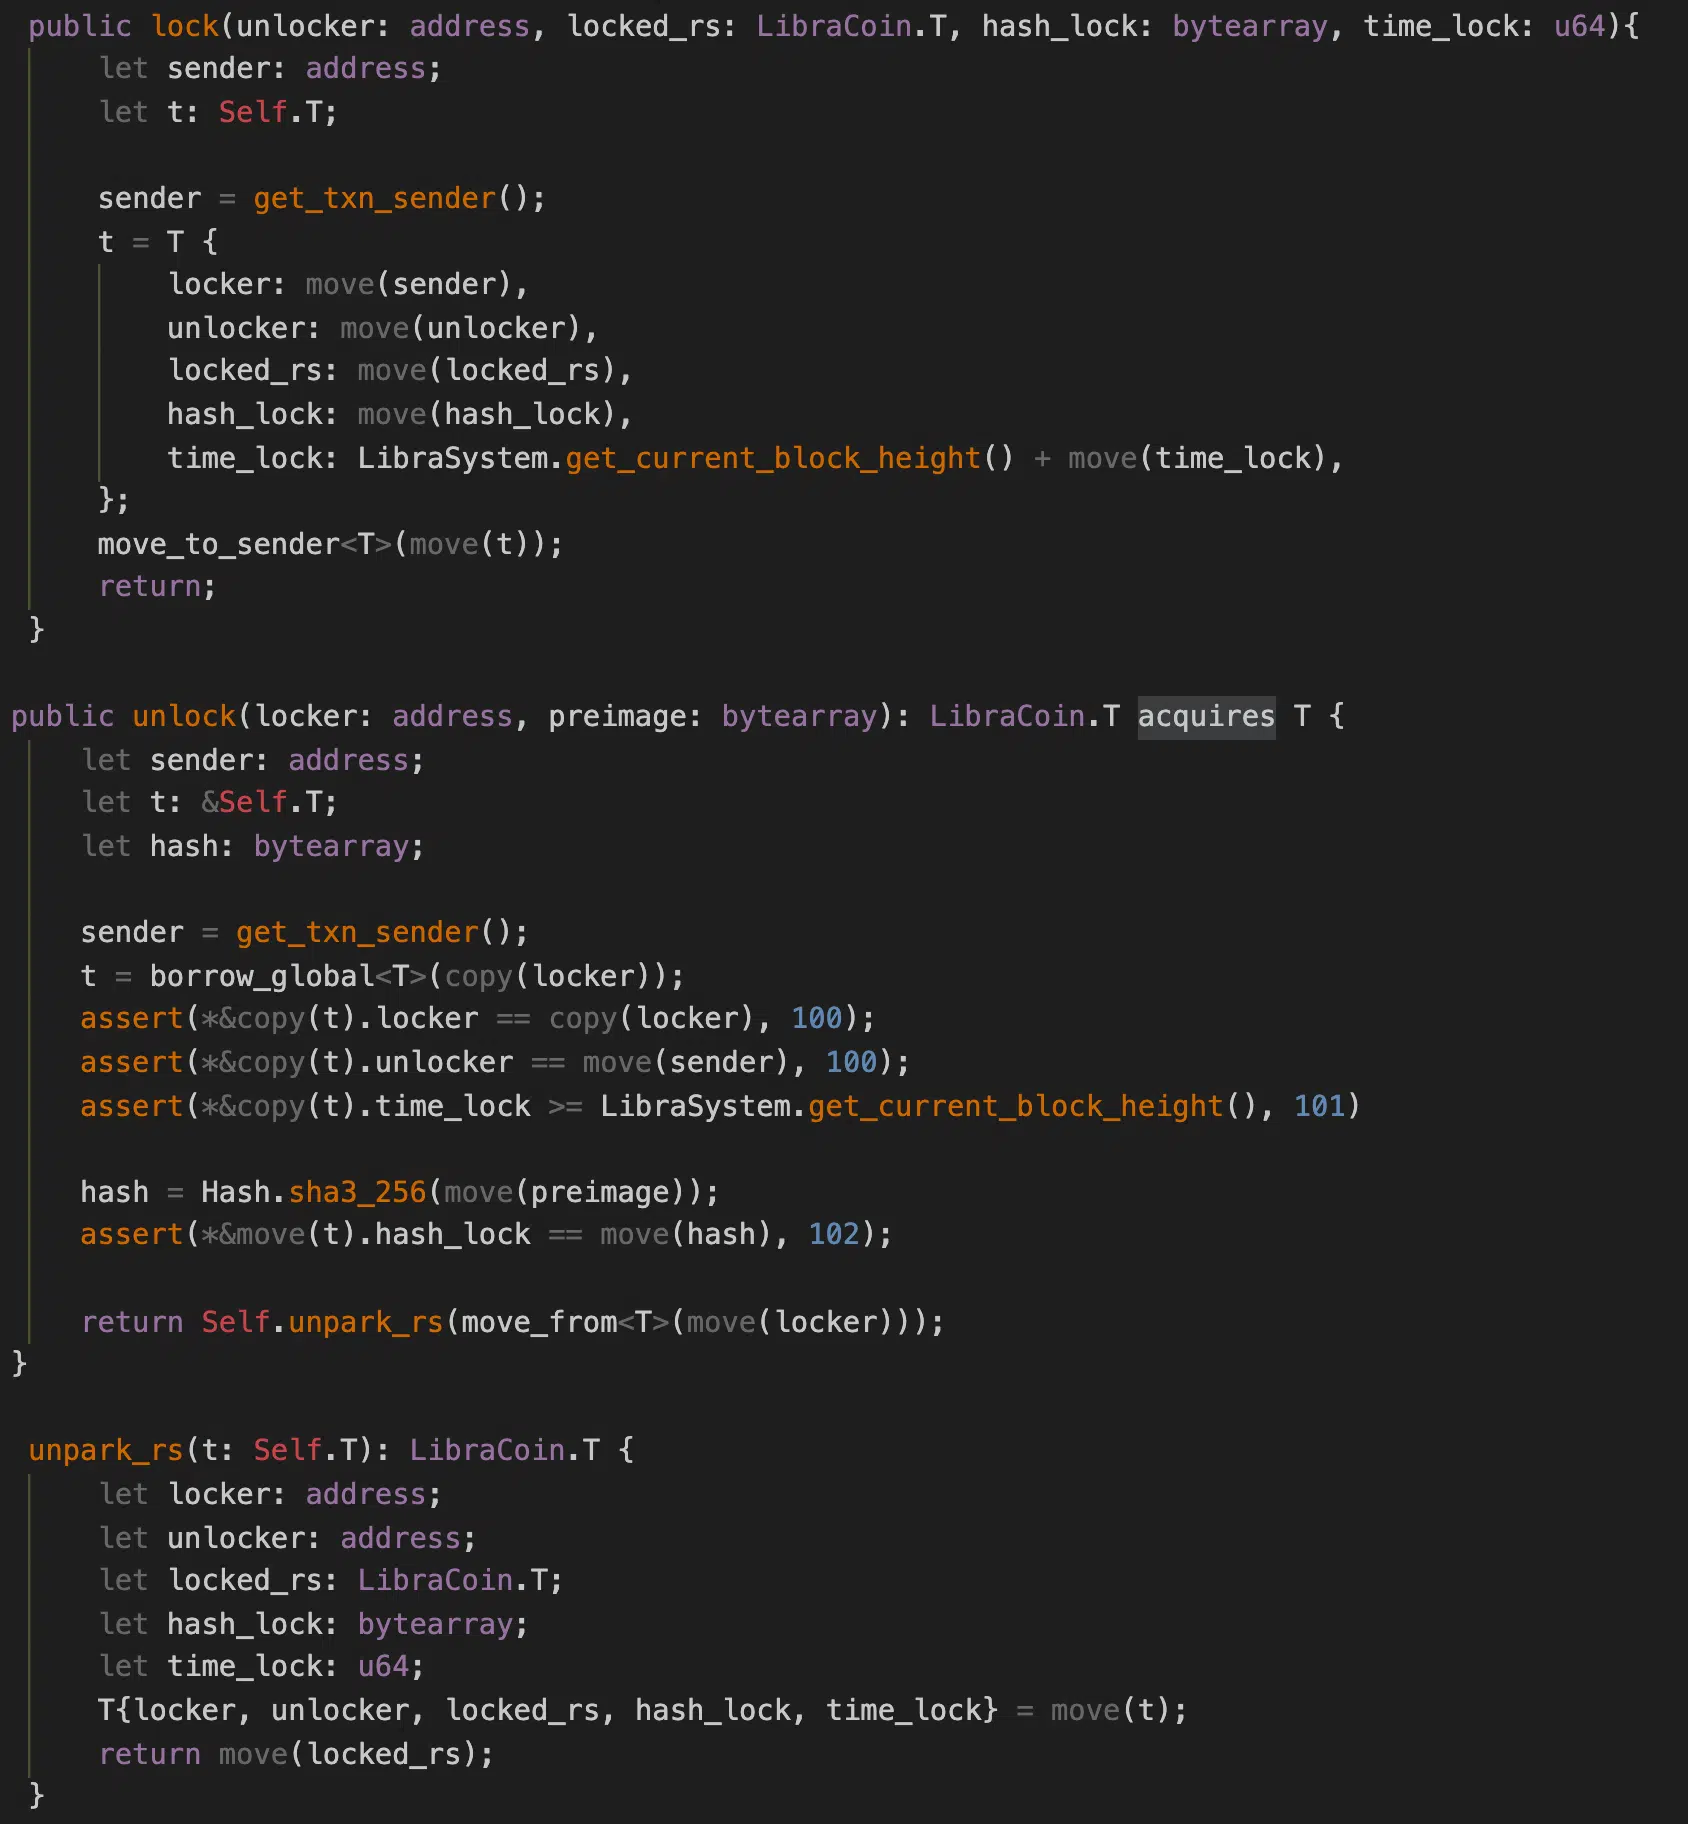 public lock(unlocker: address, locked_rs: LibraCoin.T, hash_lock: bytearray, time_lock: u64){
let sender: address;
let t: Self.T;
sender = get_txn_sender();
t = T {
locker: move(sender),
unlocker: move(unlocker),
locked_rs: move(locked_rs),
hash_lock: move(hash_lock),
time_lock: LibraSystem.get_current_block_height() + move(time_lock),
};
move_to_sender<T>(move(t));
return;
}
public unlock(locker: address, preimage: bytearray): LibraCoin.T acquires T {
let sender: address;
let t: &Self.T;
let hash: bytearray;
sender = get_txn_sender();
t = borrow_global<T>(copy(locker));
assert(*&copy(t).locker == copy(locker), 100);
assert(*&copy(t).unlocker == move(sender), 100);
assert(*&copy(t).time_lock >= LibraSystem.get_current_block_height(), 101)
hash = Hash.sha3_256(move(preimage));
assert(*&move(t).hash_lock == move(hash), 102);
return Self.unpark_rs(move_from<T>(move(locker)));
}
unpark_rs(t: Self.T): LibraCoin.T {
let locker: address;
let unlocker: address;
let locked_rs: LibraCoin.T;
let hash_lock: bytearray;
let time_lock: u64;
T{locker, unlocker, locked_rs, hash_lock, time_lock} = move(t);
return move(locked_rs);
}